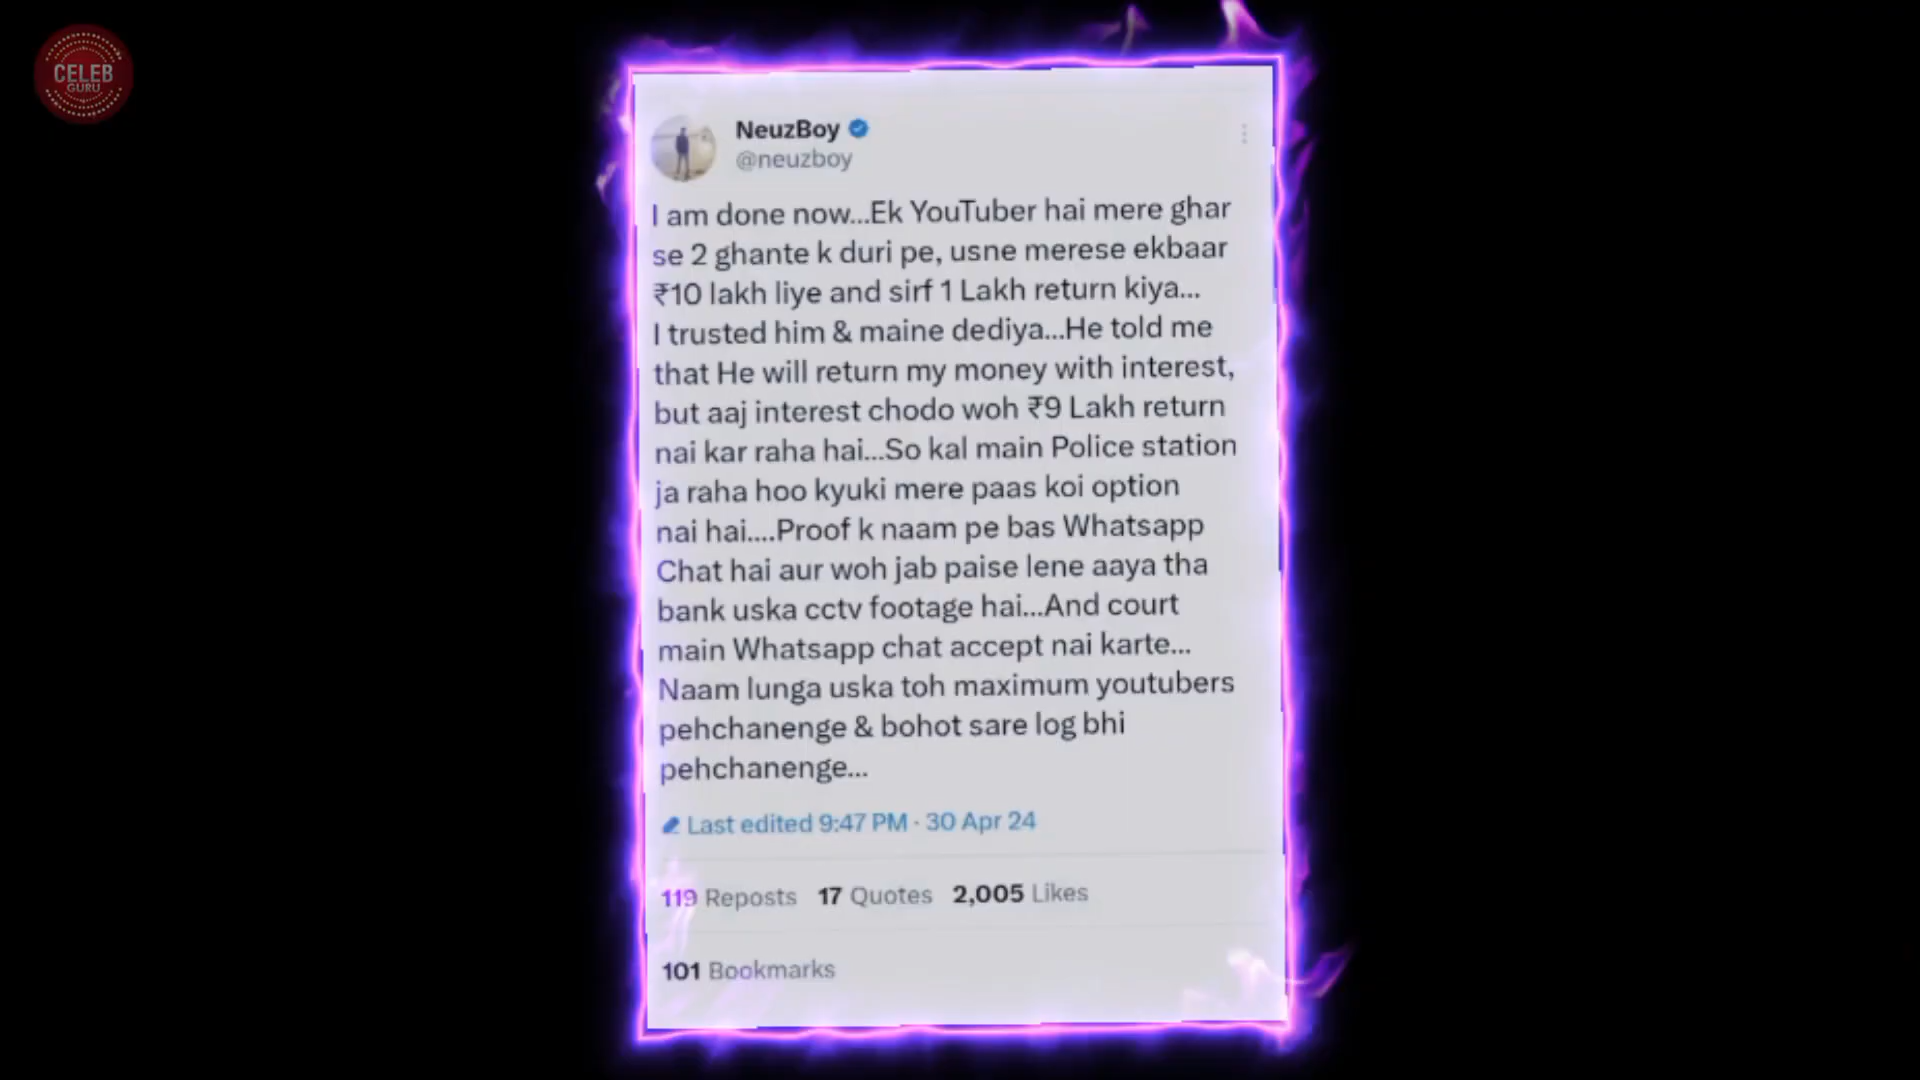 CELEB
GURU
NeuzBoy
@neuzboy
I am done now...Ek YouTuber hai mere ghar
se 2 ghante k duri pe, usne merese ekbaar
₹10 lakh liye and sirf 1 Lakh return kiya...
I trusted him & maine dediya...He told me
that He will return my money with interest,
but aaj interest chodo woh ₹9 Lakh return
nai kar raha hai...So kal main Police station
ja raha hoo kyuki mere paas koi option
nai hai....Proof k naam pe bas Whatsapp
Chat hai aur woh jab paise lene aaya tha
bank uska cctv footage hai...And court
main Whatsapp chat accept nai karte...
Naam lunga uska toh maximum youtubers
pehchanenge & bohot sare log bhi
pehchanenge...
Last edited 9:47 PM · 30 Apr 24
119 Reposts 17 Quotes 2,005 Likes
101 Bookmarks